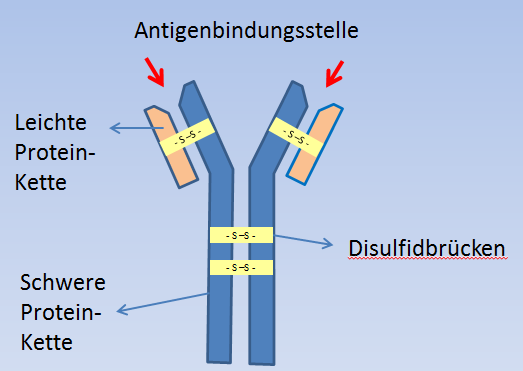 Antigenbindungsstelle
Leichte
Protein-
Kette
- S –S -
- S –S -
- S –S -
- S –S -
Disulfidbrücken
Schwere
Protein-
Kette